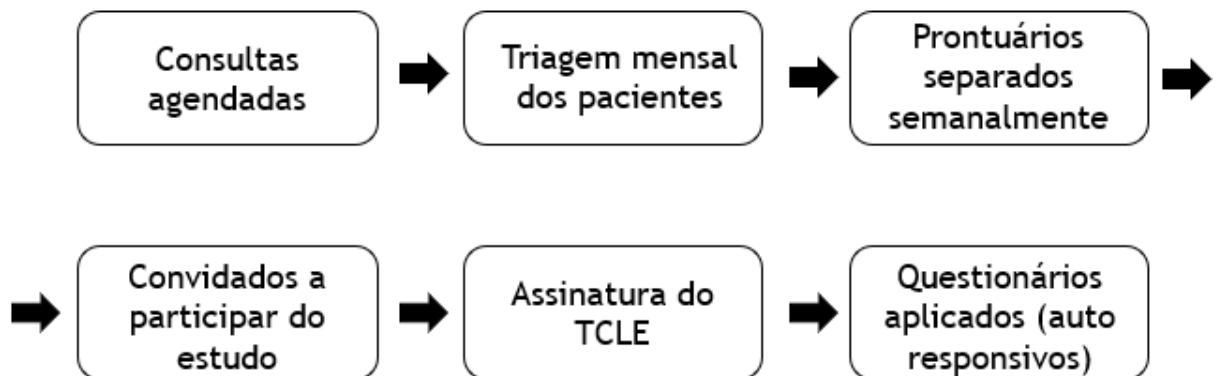 Consultas
agendadas
Triagem mensal
dos pacientes
Prontuários
separados
semanalmente
Convidados a
participar do
estudo
Assinatura do
TCLE
Questionários
aplicados (auto
responsivos)